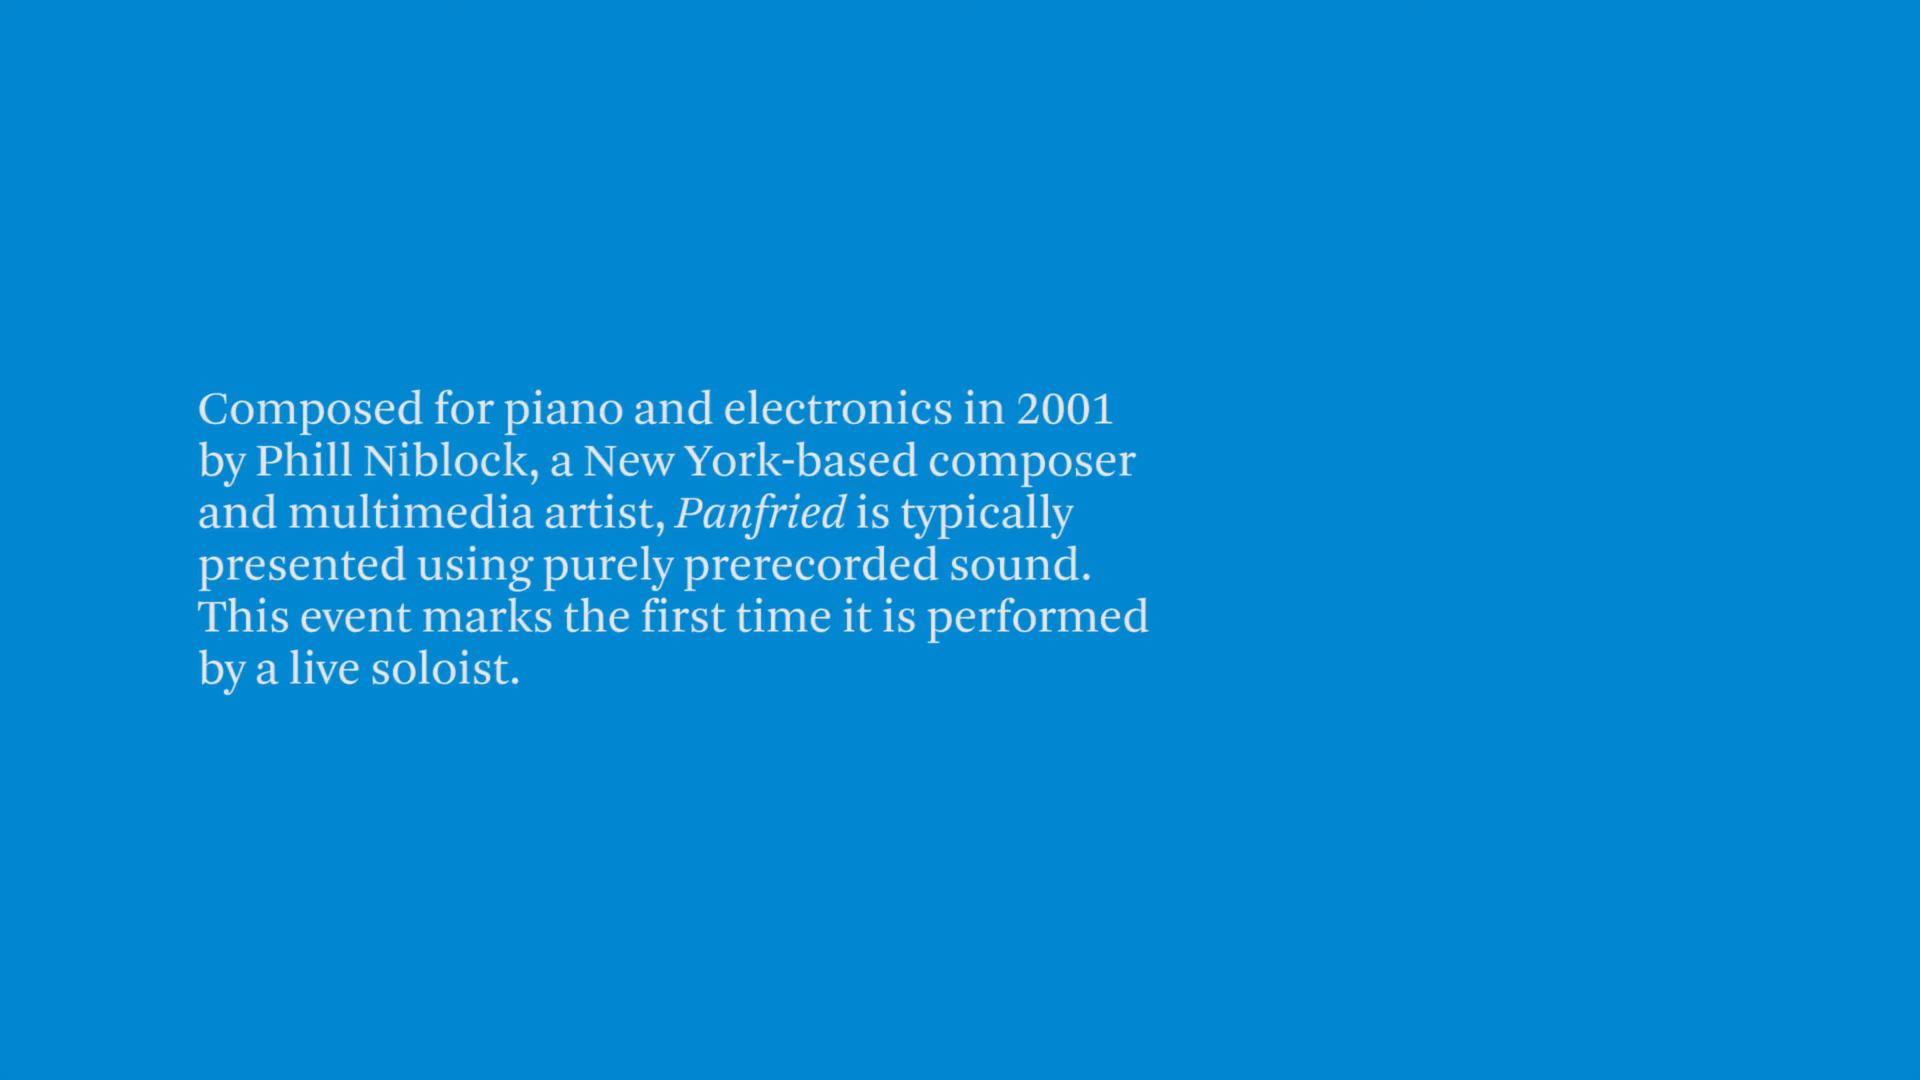 Composed for piano and electronics in 2001
by Phill Niblock, a New York-based composer
and multimedia artist, Panfried is typically
presented using purely prerecorded sound.
This event marks the first time it is performed
by a live soloist.